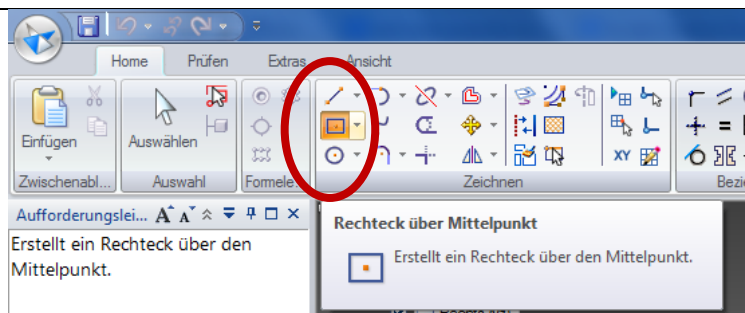 Home Prüfen Extras Ansicht
Einfügen
Auswählen
XY
Zwischenabl... Auswahl Formele Zeichnen Bezi
Aufforderungslei... A A
Erstellt ein Rechteck über den
Mittelpunkt.
Rechteck über Mittelpunkt
Erstellt ein Rechteck über den Mittelpunkt.